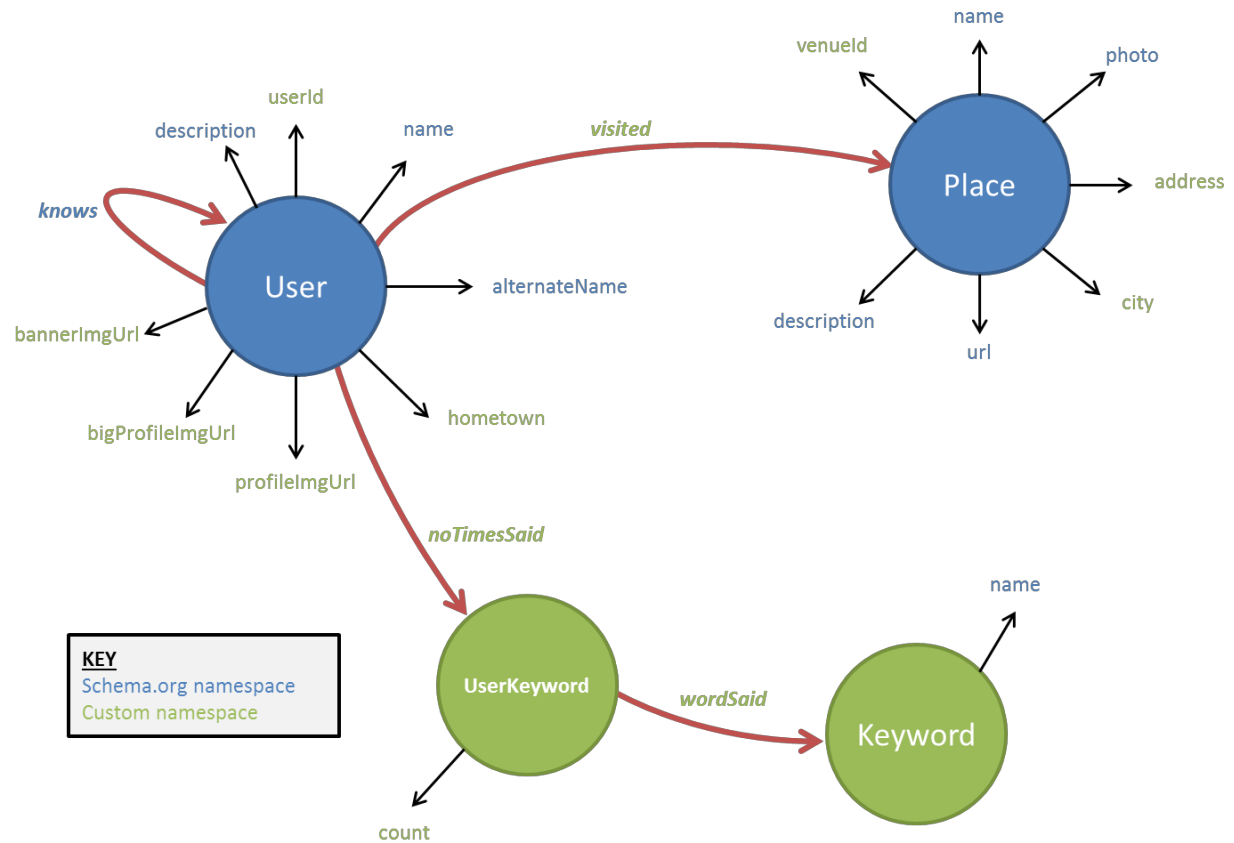 name
venueId
photo
userId
description
name
visited
Place
address
knows
User
alternateName
city
bannerImgUrl
description
url
hometown
bigProfileImgUrl
profileImgUrl
noTimesSaid
name
KEY
Schema.org namespace
Custom namespace
UserKeyword
wordSaid
Keyword
count